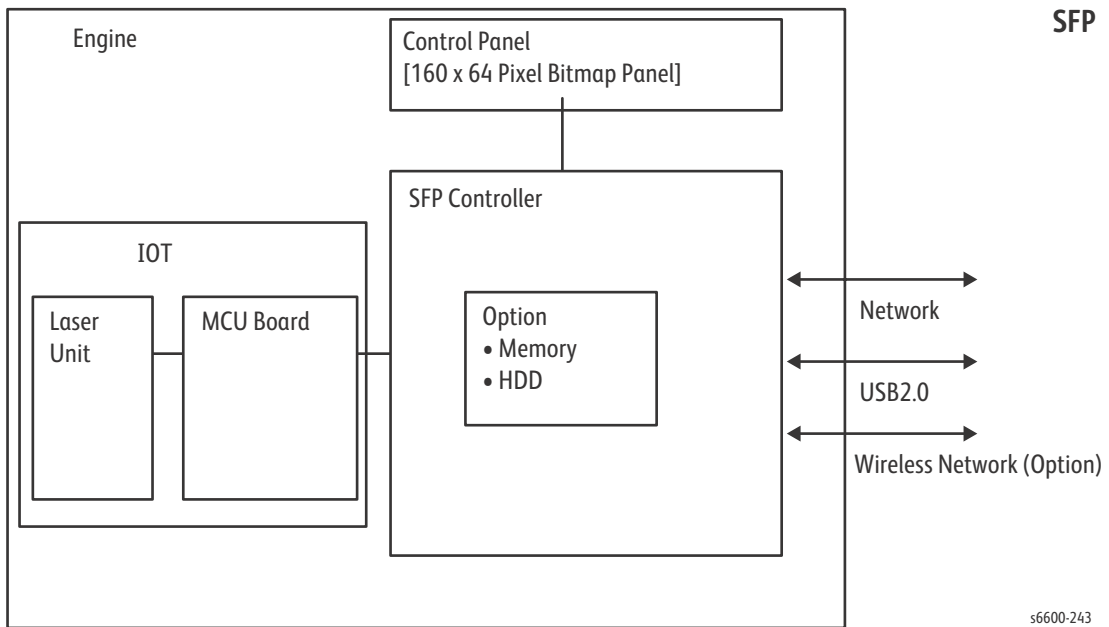 SFP
Engine
Control Panel
[160 x 64 Pixel Bitmap Panel]
SFP Controller
IOT
Laser
Unit
MCU Board
Option
• Memory
• HDD
Network
USB2.0
Wireless Network (Option)
s6600-243